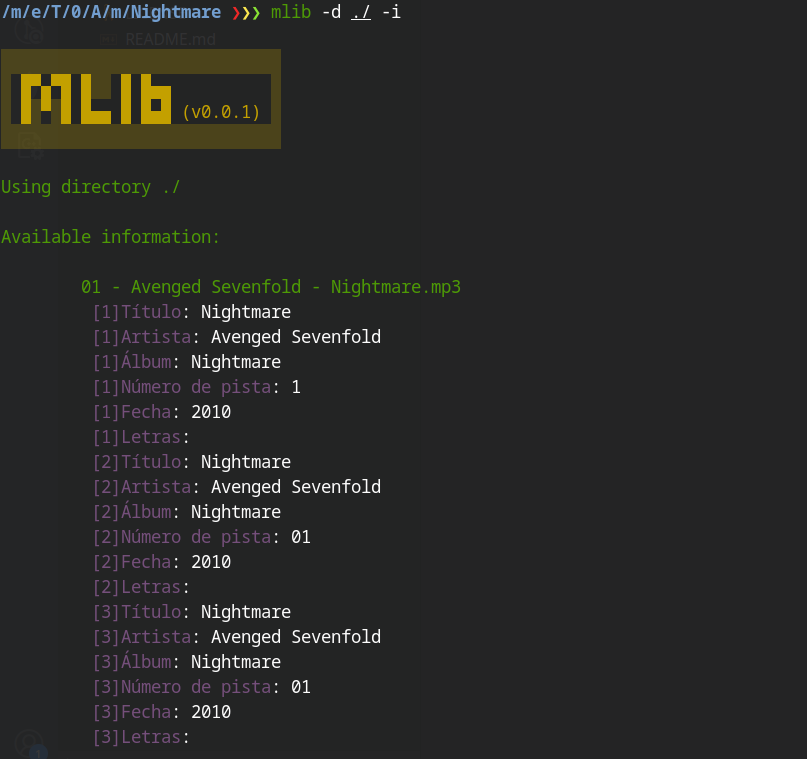 /m/e/T/0/A/m/Nightmare ❯❯❯ mlib -d ./ -i
README.md
MLIb (v0.0.1)
Using directory ./
Available information:
01 - Avenged Sevenfold - Nightmare.mp3
[1]Título: Nightmare
[1]Artista: Avenged Sevenfold
[1]Álbum: Nightmare
[1]Número de pista: 1
[1]Fecha: 2010
[1]Letras:
[2]Título: Nightmare
[2]Artista: Avenged Sevenfold
[2]Álbum: Nightmare
[2]Número de pista: 01
[2]Fecha: 2010
[2]Letras:
[3]Título: Nightmare
[3]Artista: Avenged Sevenfold
[3]Álbum: Nightmare
[3]Número de pista: 01
[3]Fecha: 2010
[3]Letras: